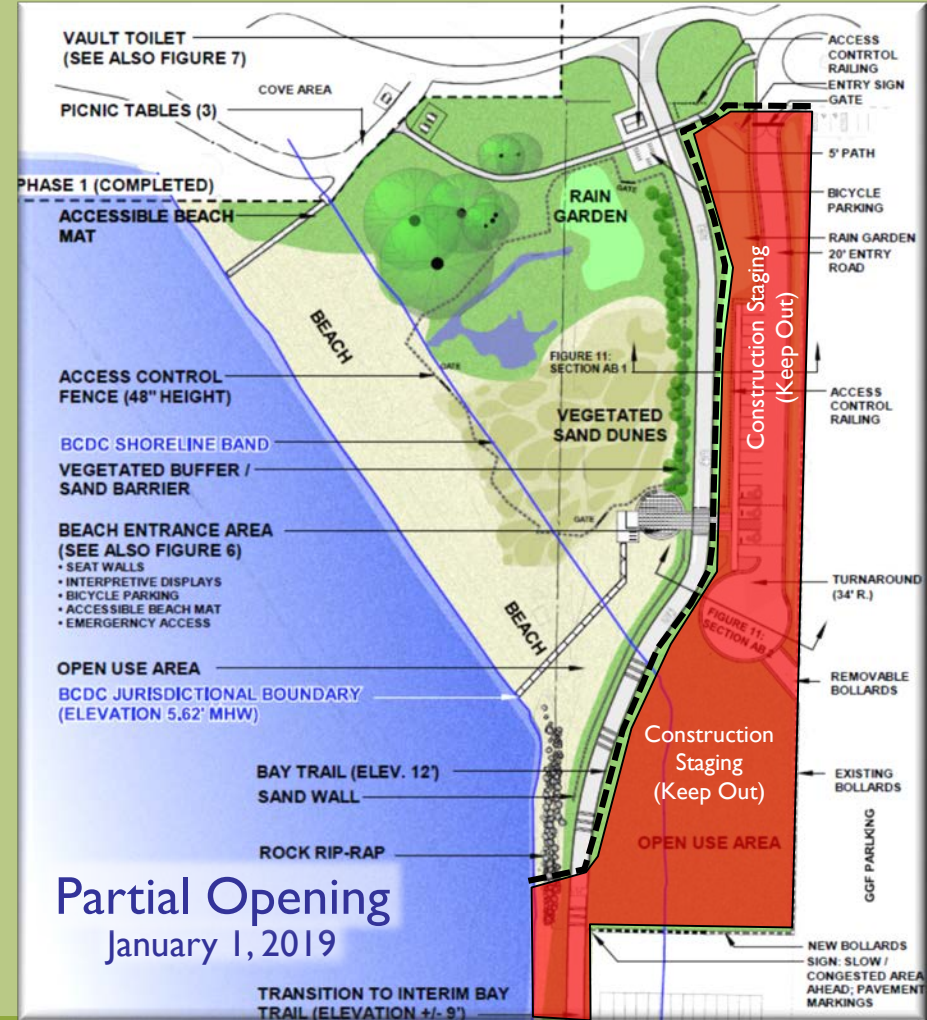 VAULT TOILET
(SEE ALSO FIGURE 7)
COVE AREA
PICNIC TABLES (3)
PHASE 1 (COMPLETED)
ACCESSIBLE BEACH
MAT
BEACH
ACCESS CONTROL
FENCE (48" HEIGHT)
BCDC SHORELINE BAND
VEGETATED BUFFER /
SAND BARRIER
BEACH ENTRANCE AREA
(SEE ALSO FIGURE 6)
• SEAT WALLS
• INTERPRETIVE DISPLAYS
• BICYCLE PARKING
• ACCESSIBLE BEACH MAT
• EMERGERNCY ACCESS
BEACH
OPEN USE AREA
BCDC JURISDICTIONAL BOUNDARY
(ELEVATION 5.62' MHW)
BAY TRAIL (ELEV. 12')
SAND WALL
ROCK RIP-RAP
Partial Opening
January 1, 2019
TRANSITION TO INTERIM BAY
TRAIL (ELEVATION +/- 9')
RAIN
GARDEN
GATE
GATE
FIGURE 11:
SECTION AB 1
VEGETATED
SAND DUNES
GATE
Construction Staging
(Keep Out)
FIGURE 11:
SECTION AB 2
Construction
Staging
(Keep Out)
OPEN USE AREA
ACCESS
CONTRTOL
RAILING
ENTRY SIGN
GATE
5' PATH
BICYCLE
PARKING
RAIN GARDEN
20' ENTRY
ROAD
ACCESS
CONTROL
RAILING
TURNAROUND
(34' R.)
REMOVABLE
BOLLARDS
EXISTING
BOLLARDS
GGF PARLKING
NEW BOLLARDS
SIGN: SLOW /
CONGESTED AREA
AHEAD; PAVEMENT
MARKINGS